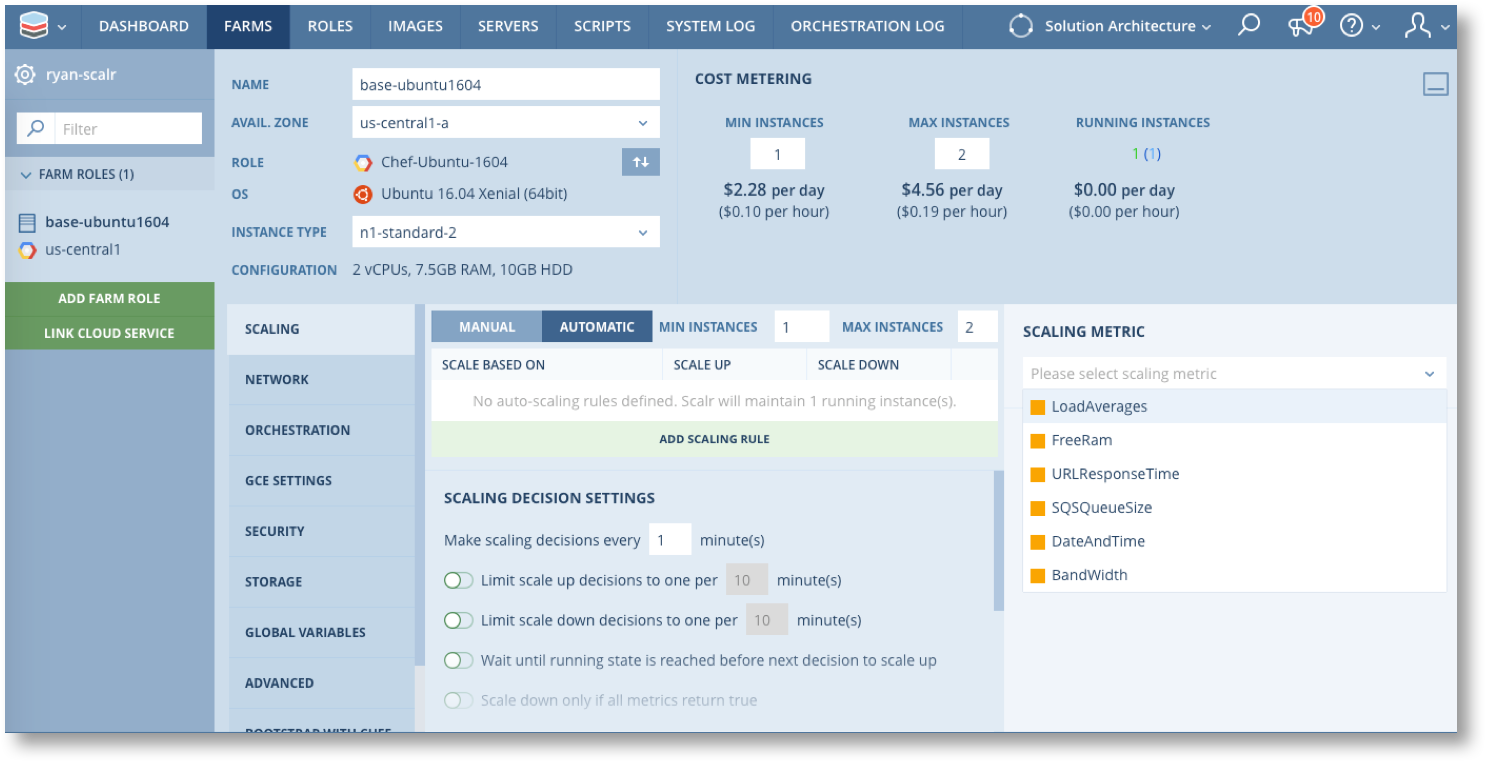 DASHBOARD FARMS ROLES IMAGES SERVERS SCRIPTS SYSTEM LOG ORCHESTRATION LOG Solution Architecture 10
ryan-scalr
Filter
FARM ROLES (1)
base-ubuntu1604
us-central1
ADD FARM ROLE
LINK CLOUD SERVICE
NAME base-ubuntu1604
AVAIL. ZONE us-central1-a
ROLE Chef-Ubuntu-1604
OS Ubuntu 16.04 Xenial (64bit)
INSTANCE TYPE n1-standard-2
CONFIGURATION 2 vCPUs, 7.5GB RAM, 10GB HDD
COST METERING
MIN INSTANCES MAX INSTANCES RUNNING INSTANCES
1 2 1 (1)
$2.28 per day $4.56 per day $0.00 per day
($0.10 per hour) ($0.19 per hour) ($0.00 per hour)
SCALING
NETWORK
ORCHESTRATION
GCE SETTINGS
SECURITY
STORAGE
GLOBAL VARIABLES
ADVANCED
BOOTSTRAP WITH CHEF
MANUAL AUTOMATIC MIN INSTANCES 1 MAX INSTANCES 2
SCALE BASED ON SCALE UP SCALE DOWN
No auto-scaling rules defined. Scalr will maintain 1 running instance(s).
ADD SCALING RULE
SCALING DECISION SETTINGS
Make scaling decisions every 1 minute(s)
Limit scale up decisions to one per 10 minute(s)
Limit scale down decisions to one per 10 minute(s)
Wait until running state is reached before next decision to scale up
Scale down only if all metrics return true
SCALING METRIC
Please select scaling metric
LoadAverages
FreeRam
URLResponseTime
SQSQueueSize
DateAndTime
BandWidth